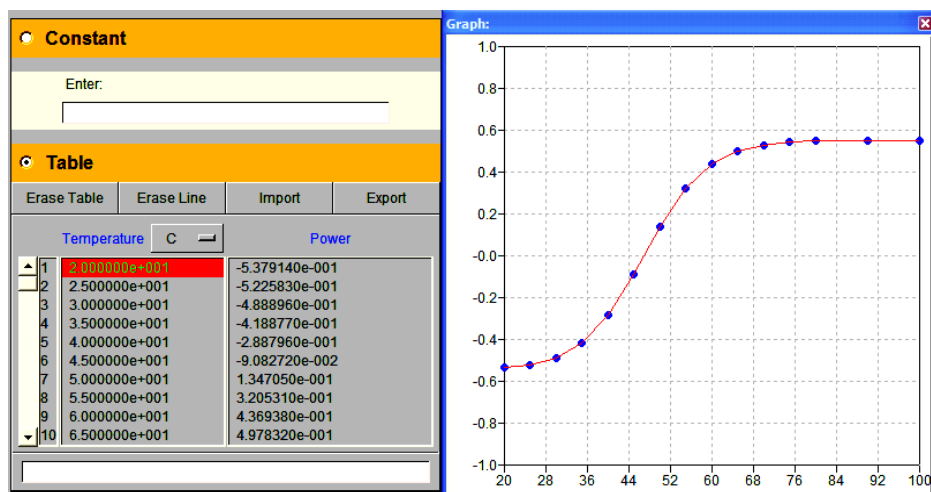 Constant
Enter:
Table
Erase Table Erase Line Import Export
Temperature C Power
1 2.000000e+001 -5.379140e-001
2 2.500000e+001 -5.225830e-001
3 3.000000e+001 -4.888960e-001
4 3.500000e+001 -4.188770e-001
5 4.000000e+001 -2.887960e-001
6 4.500000e+001 -9.082720e-002
7 5.000000e+001 1.347050e-001
8 5.500000e+001 3.205310e-001
9 6.000000e+001 4.369380e-001
10 6.500000e+001 4.978320e-001
Graph:
1.0
0.8
0.6
0.4
0.2
-0.0
-0.2
-0.4
-0.6
-0.8
-1.0
20 28 36 44 52 60 68 76 84 92 100